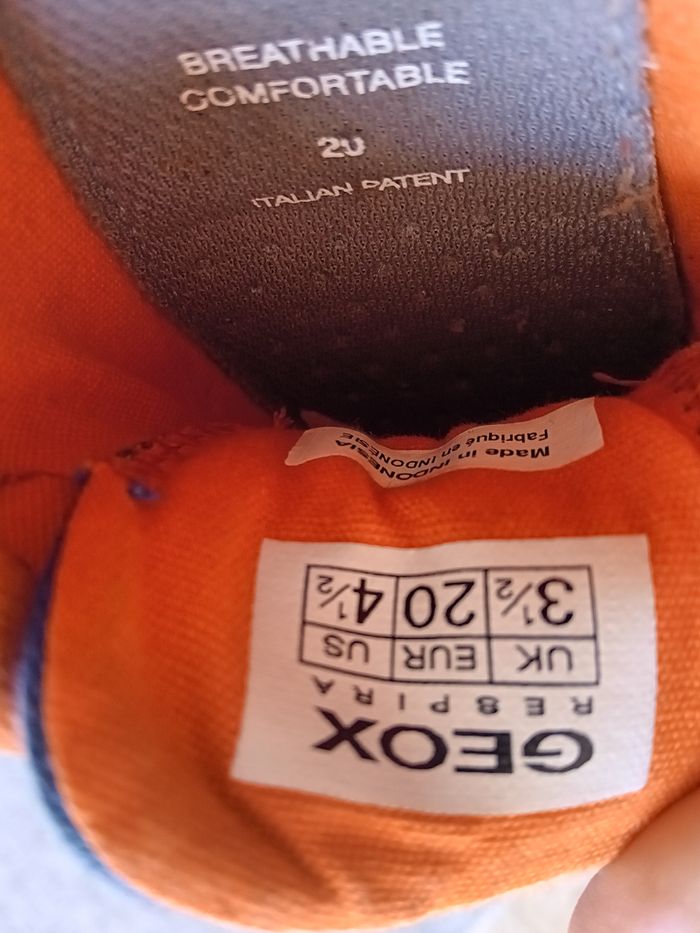 BREATHABLE
COMFORTABLE
20
ITALIAN PATENT
Made in INDONESIA
Fabriqué en INDONESIE
GEOX
RESPIRA
UK EUR US
3½ 20 4½